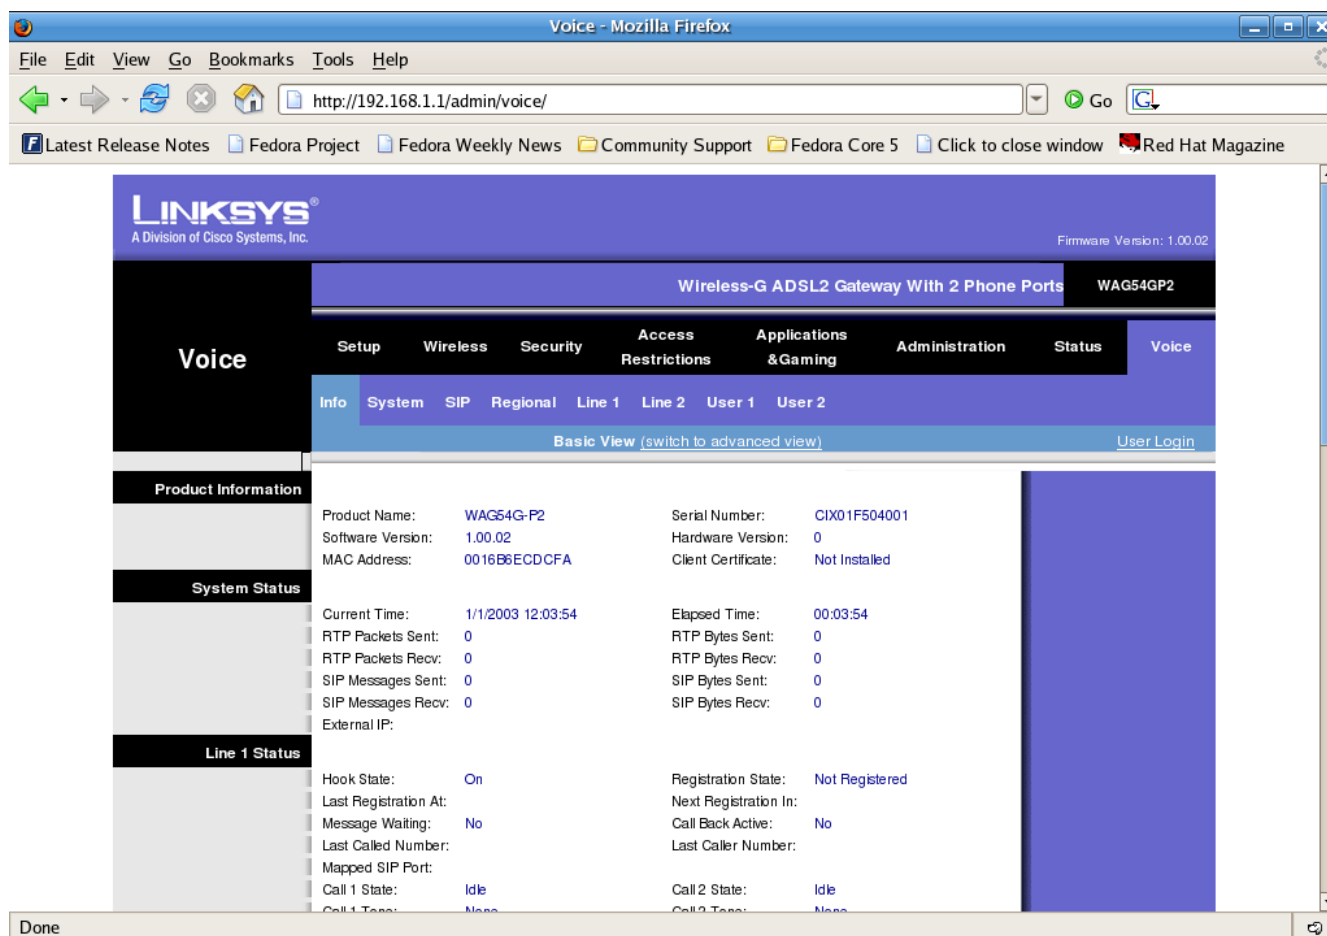 Voice - Mozilla Firefox
File Edit View Go Bookmarks Tools Help
http://192.168.1.1/admin/voice/ Go G
Latest Release Notes Fedora Project Fedora Weekly News Community Support Fedora Core 5 Click to close window Red Hat Magazine
LINKSYS®
A Division of Cisco Systems, Inc.
Firmware Version: 1.00.02
Wireless-G ADSL2 Gateway With 2 Phone Ports WAG54GP2
Voice
Setup Wireless Security Access Restrictions Applications &Gaming Administration Status Voice
Info System SIP Regional Line 1 Line 2 User 1 User 2
Basic View (switch to advanced view) User Login
Product Information
Product Name: WAG54G-P2 Serial Number: CIX01F504001
Software Version: 1.00.02 Hardware Version: 0
MAC Address: 0016B6ECDCFA Client Certificate: Not Installed
System Status
Current Time: 1/1/2003 12:03:54 Elapsed Time: 00:03:54
RTP Packets Sent: 0 RTP Bytes Sent: 0
RTP Packets Recv: 0 RTP Bytes Recv: 0
SIP Messages Sent: 0 SIP Bytes Sent: 0
SIP Messages Recv: 0 SIP Bytes Recv: 0
External IP:
Line 1 Status
Hook State: On Registration State: Not Registered
Last Registration At: Next Registration In:
Message Waiting: No Call Back Active: No
Last Called Number: Last Caller Number:
Mapped SIP Port:
Call 1 State: Idle Call 2 State: Idle
Call 1 Tone: None Call 2 Tone: None
Done